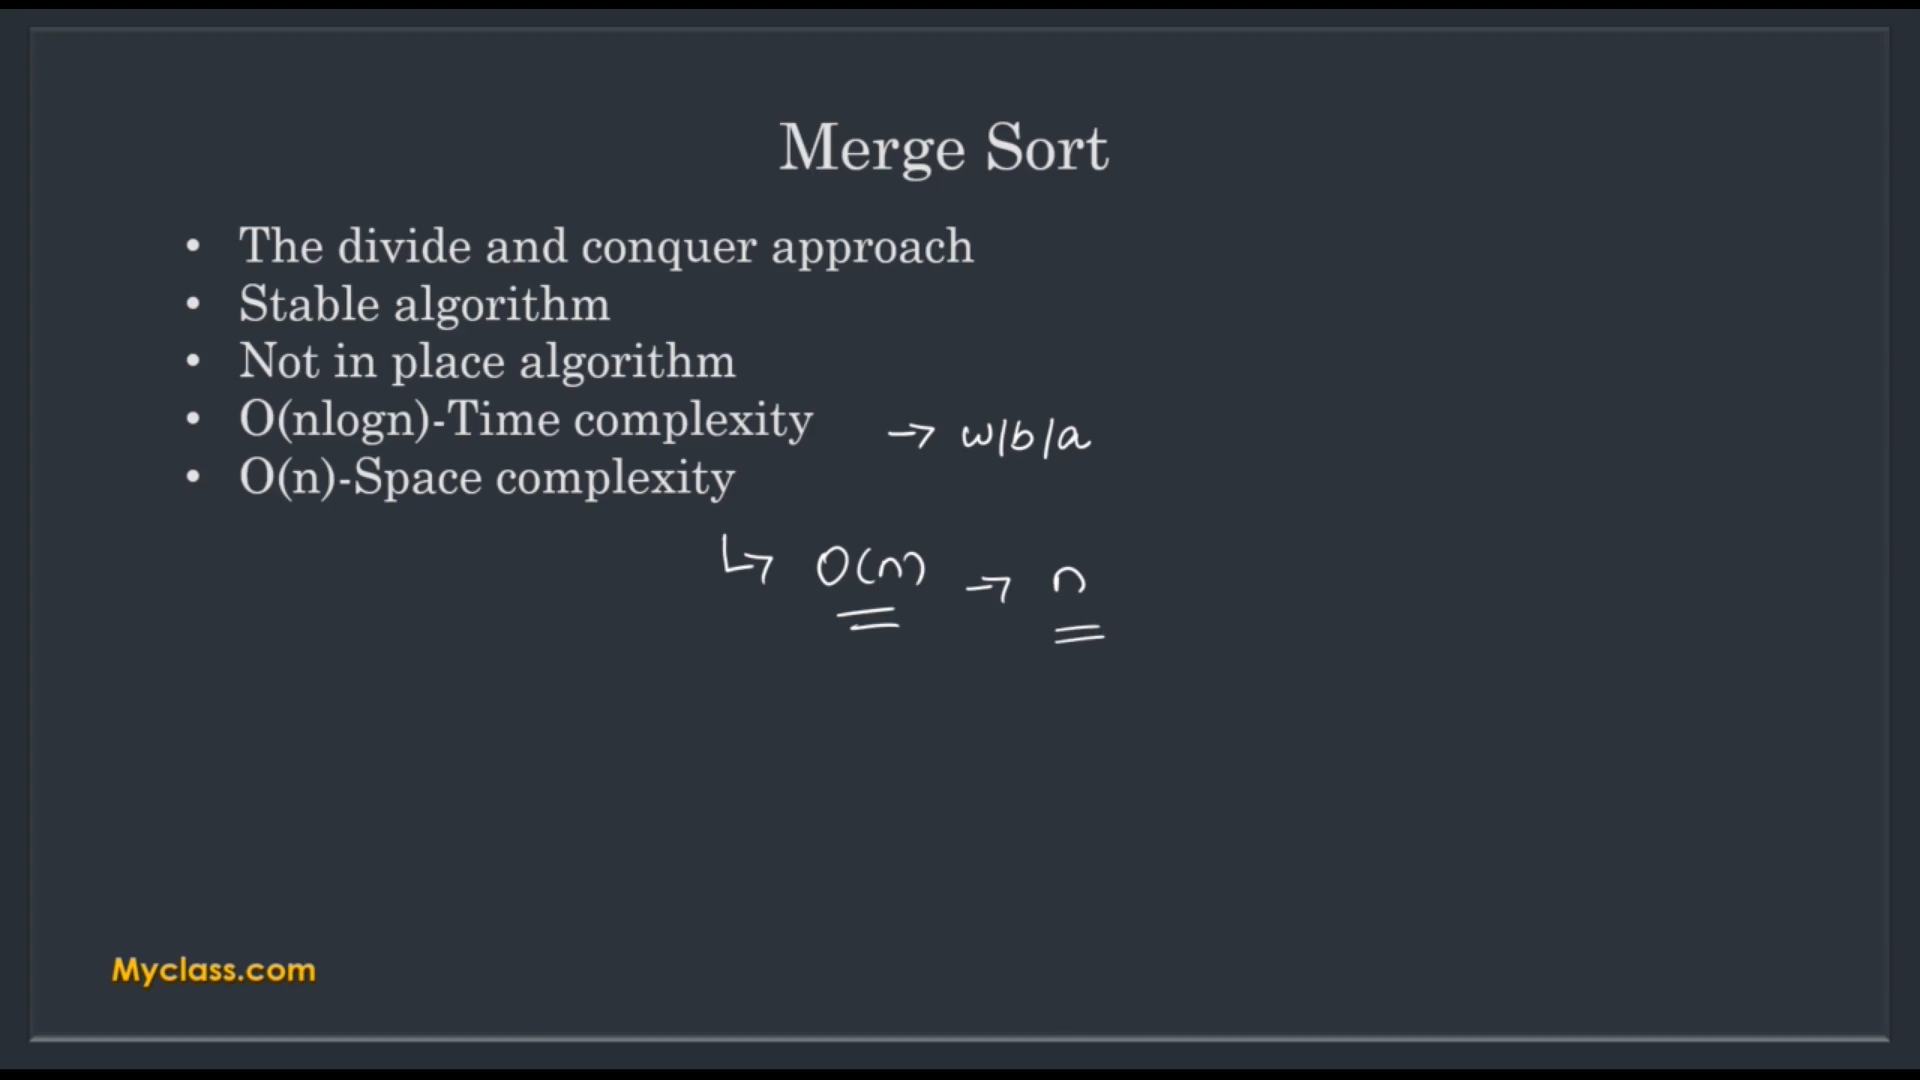 Merge Sort
• The divide and conquer approach
• Stable algorithm
• Not in place algorithm
• O(nlogn)-Time complexity → w/b/a
• O(n)-Space complexity
↳ O(n) → n
Myclass.com